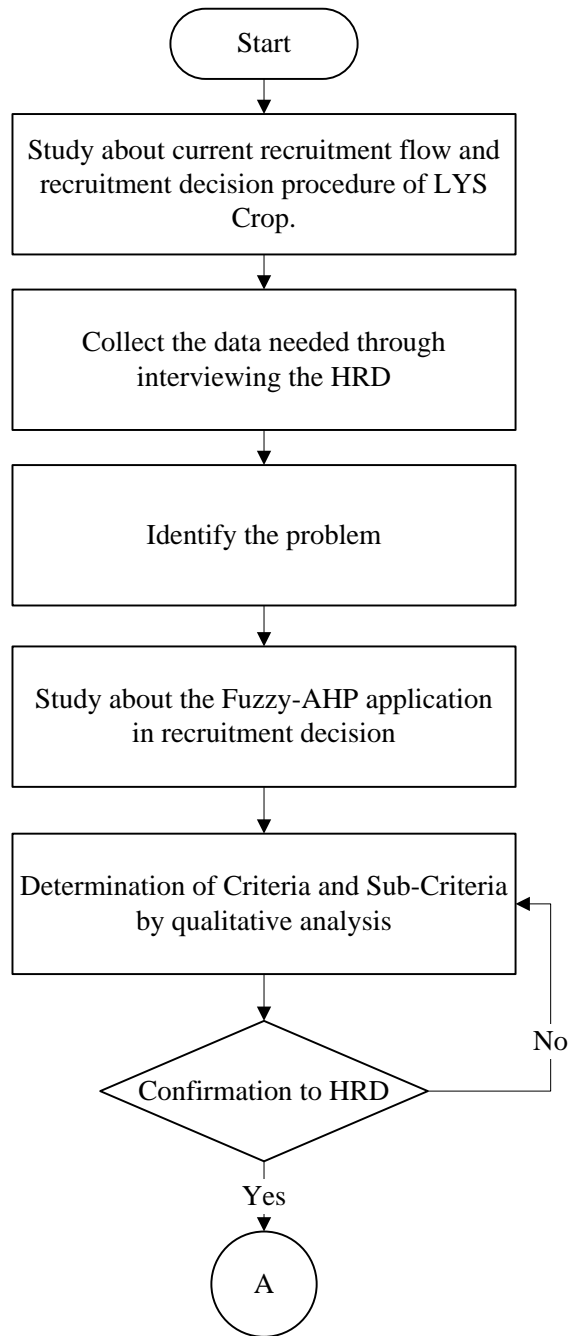 Start
Study about current recruitment flow and
recruitment decision procedure of LYS
Crop.
Collect the data needed through
interviewing the HRD
Identify the problem
Study about the Fuzzy-AHP application
in recruitment decision
Determination of Criteria and Sub-Criteria
by qualitative analysis
No
Confirmation to HRD
Yes
A